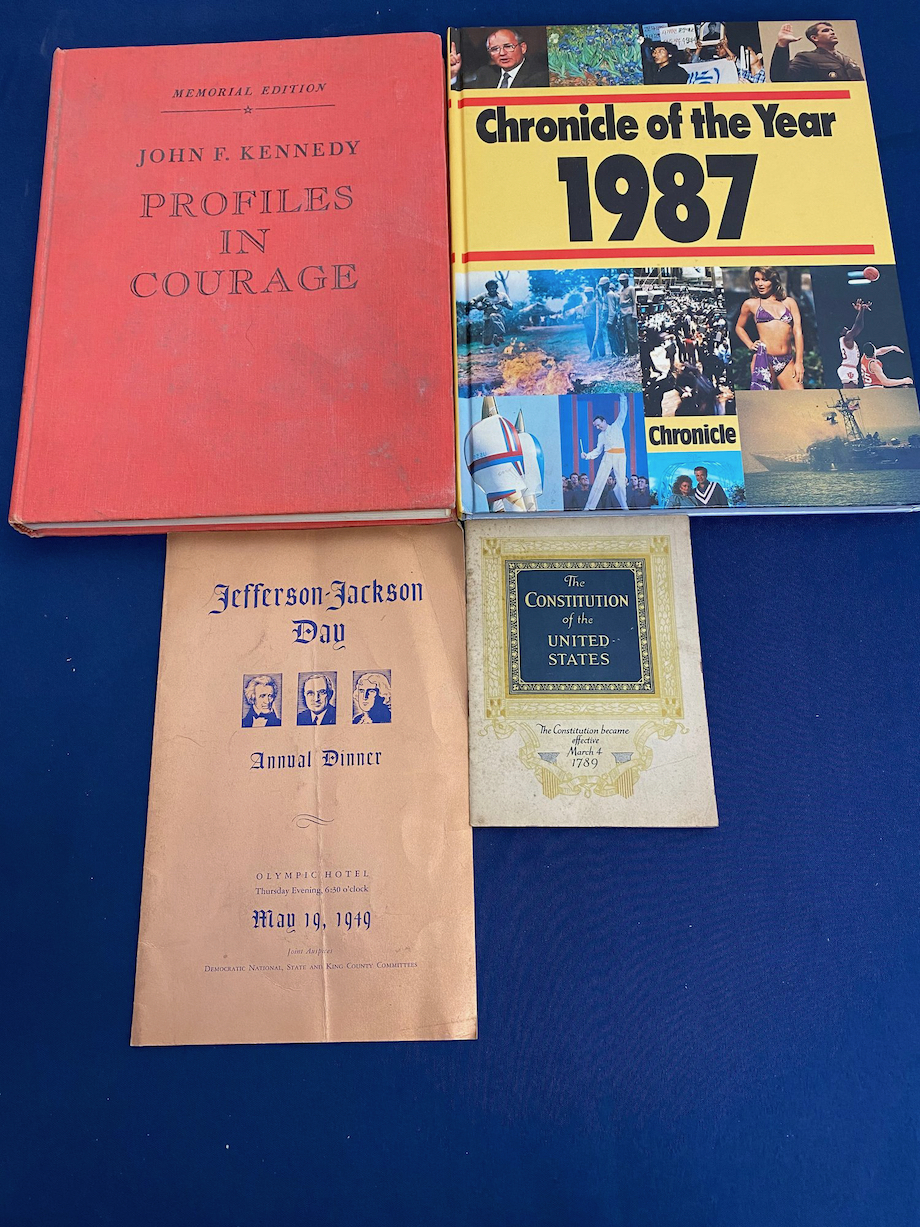 MEMORIAL EDITION
JOHN F. KENNEDY
PROFILES
IN
COURAGE
Chronicle of the Year
1987
Chronicle
Jefferson-Jackson
Day
Annual Dinner
OLYMPIC HOTEL
Thursday Evening, 6:30 o'clock
May 19, 1949
Joint Auspices
DEMOCRATIC NATIONAL, STATE AND KING COUNTY COMMITTEES
The
CONSTITUTION
of the
UNITED
STATES
The Constitution became
effective
March 4
1789